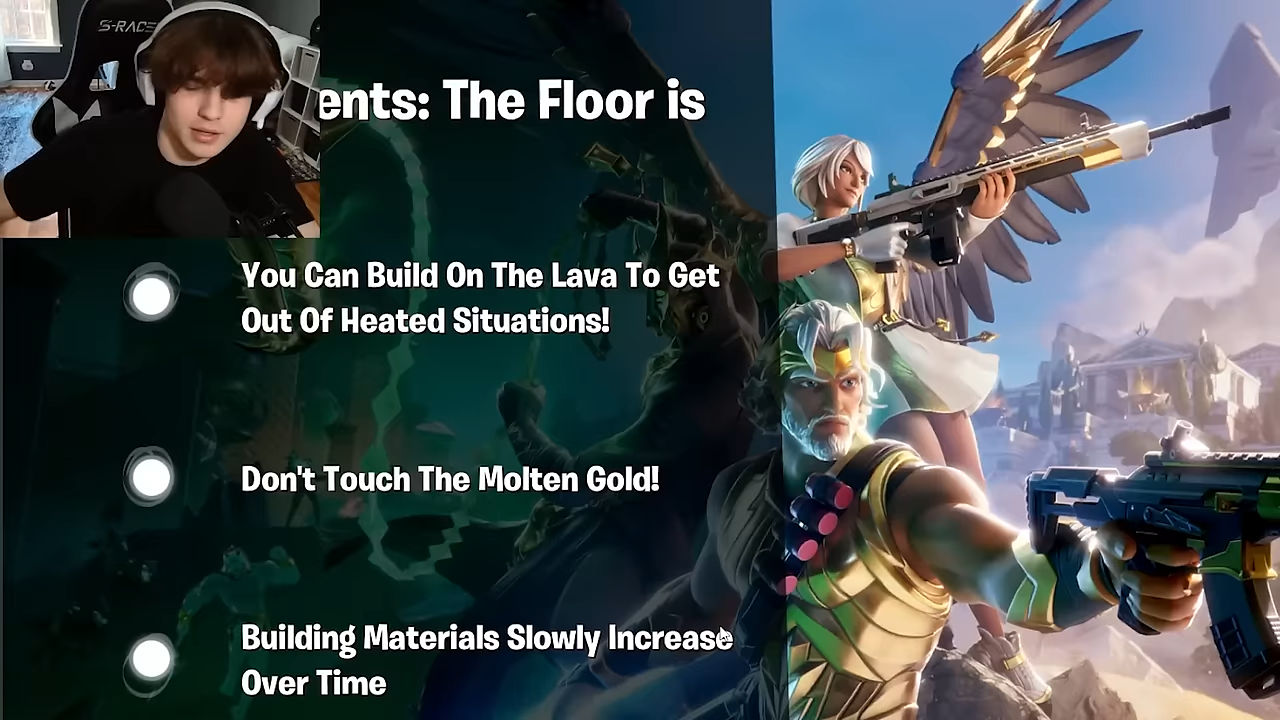 S-RACE
ents: The Floor is
You Can Build On The Lava To Get
Out Of Heated Situations!
Don't Touch The Molten Gold!
Building Materials Slowly Increase
Over Time